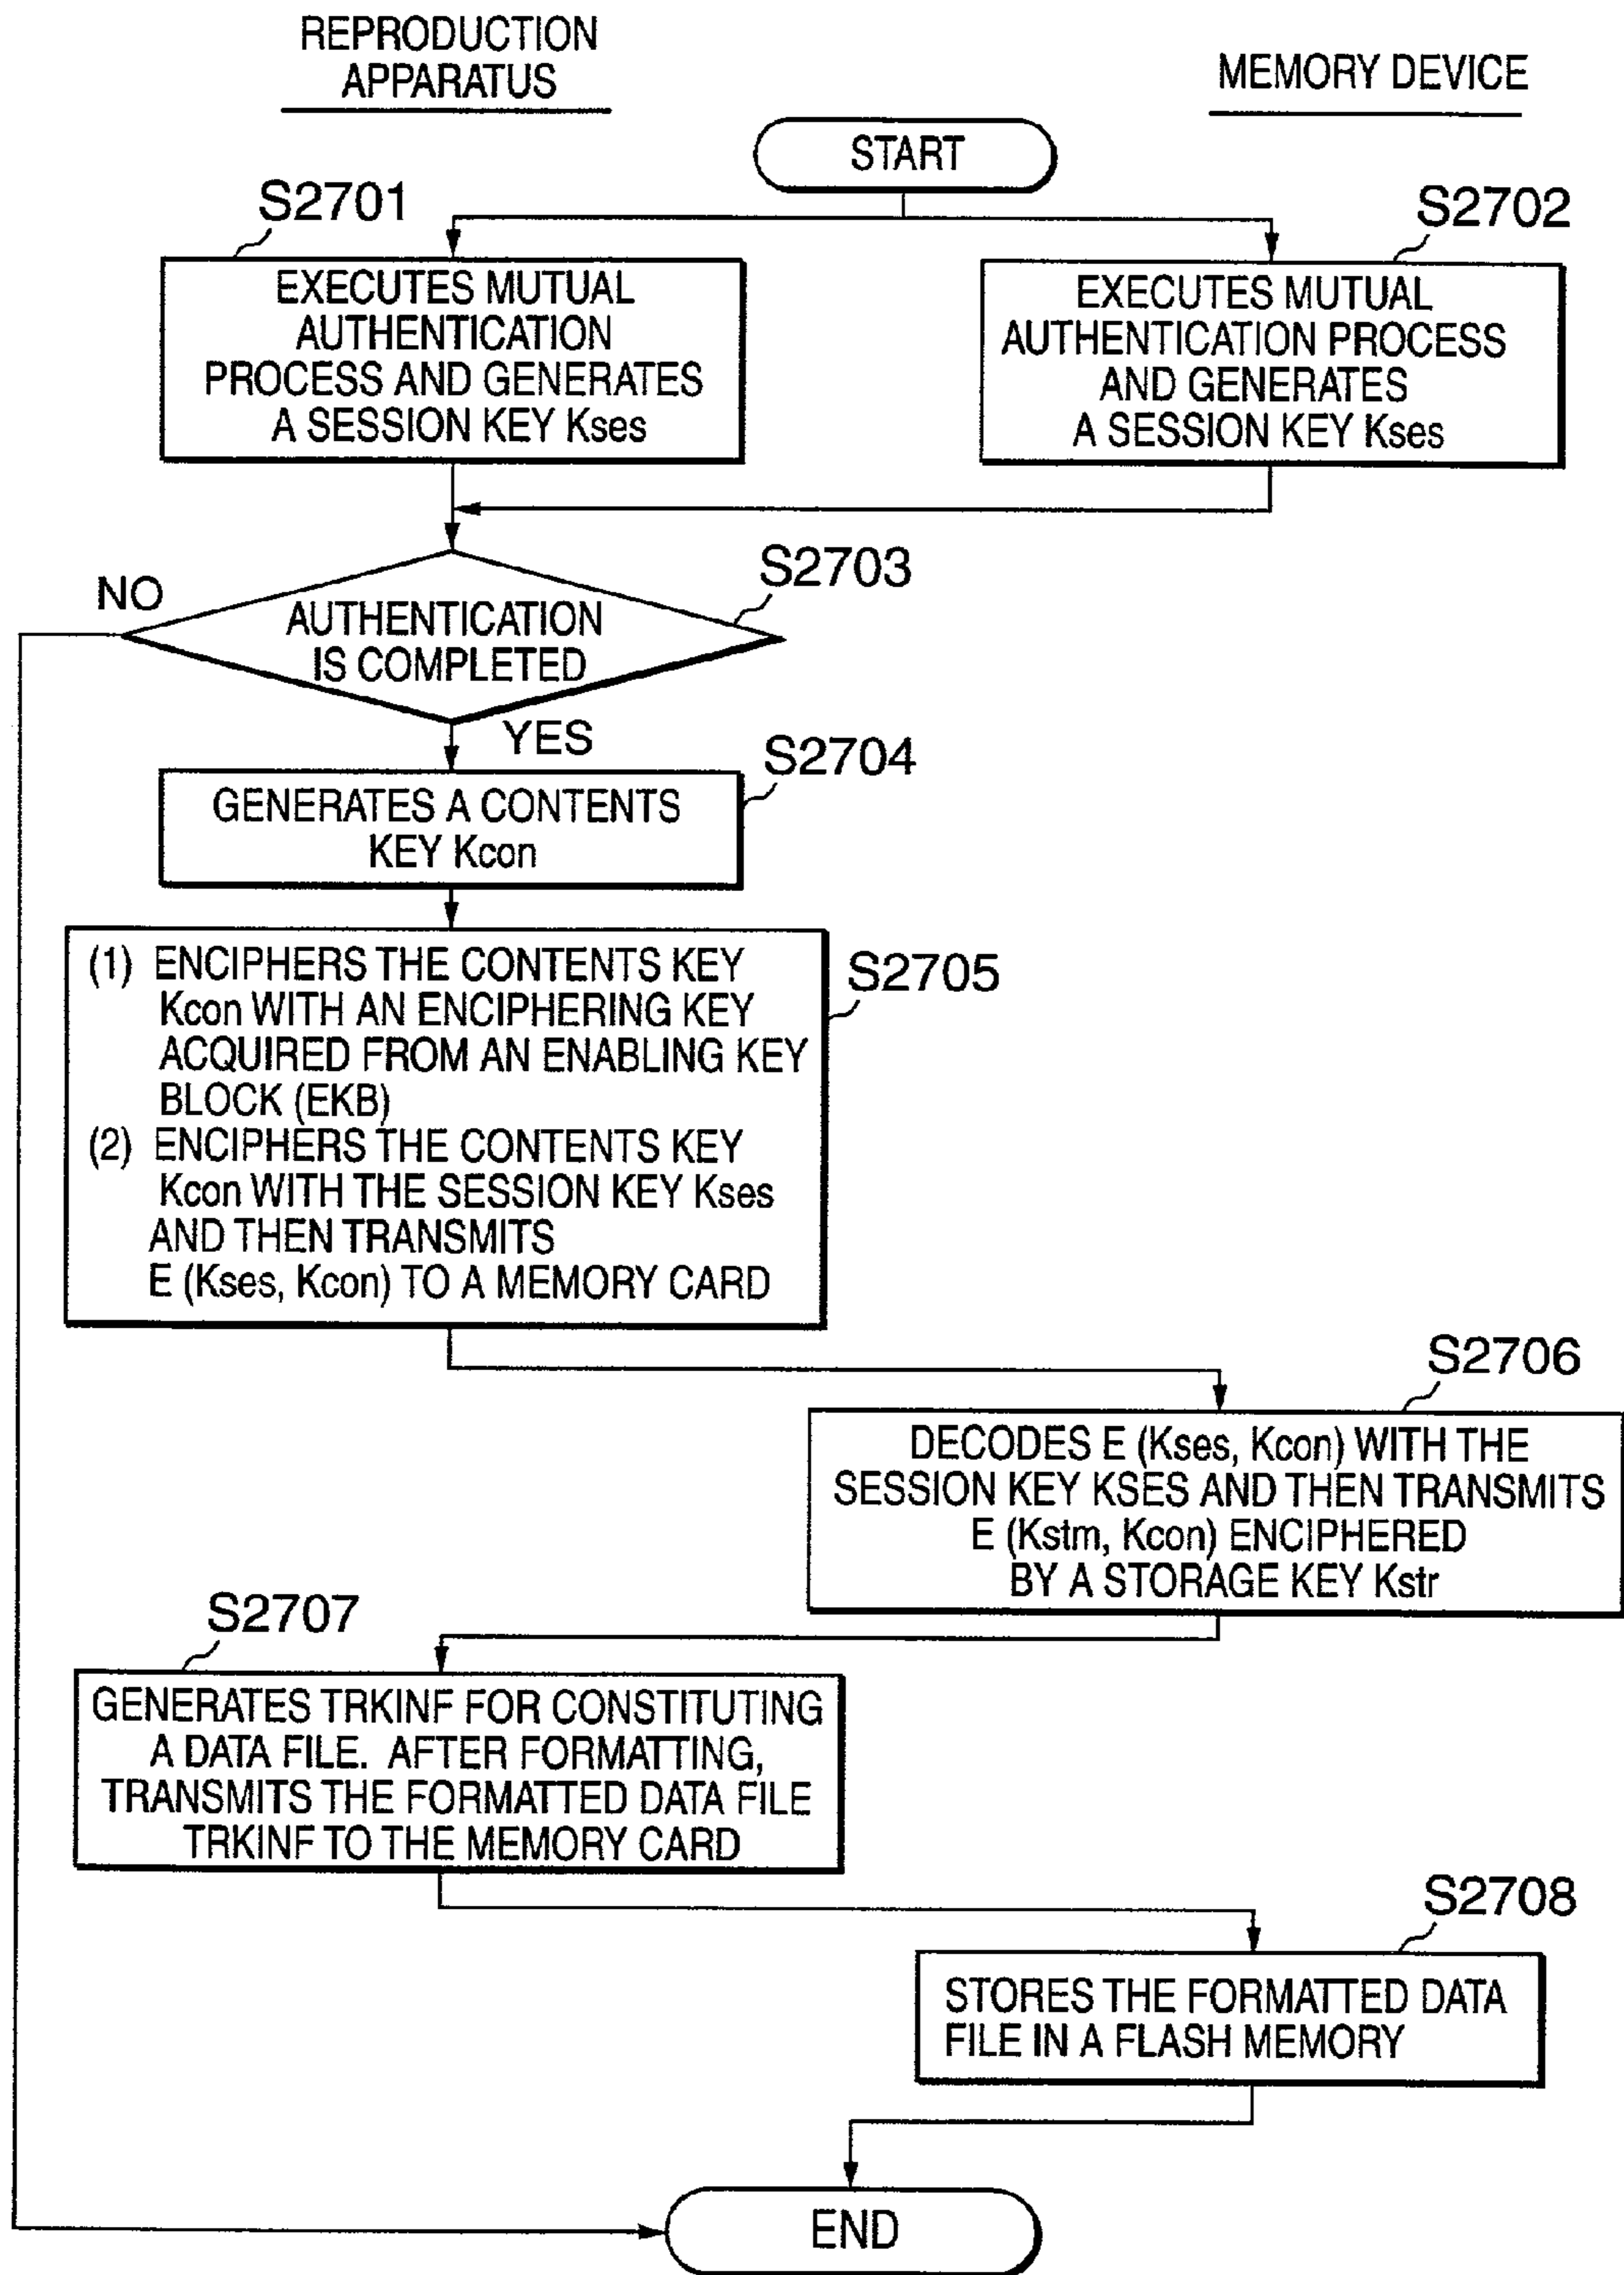 REPRODUCTION
APPARATUS
MEMORY DEVICE
START
S2701
S2702
EXECUTES MUTUAL
AUTHENTICATION
PROCESS AND GENERATES
A SESSION KEY Kses
EXECUTES MUTUAL
AUTHENTICATION PROCESS
AND GENERATES
A SESSION KEY Kses
S2703
NO
AUTHENTICATION
IS COMPLETED
YES
S2704
GENERATES A CONTENTS
KEY Kcon
S2705
(1) ENCIPHERS THE CONTENTS KEY
Kcon WITH AN ENCIPHERING KEY
ACQUIRED FROM AN ENABLING KEY
BLOCK (EKB)
(2) ENCIPHERS THE CONTENTS KEY
Kcon WITH THE SESSION KEY Kses
AND THEN TRANSMITS
E (Kses, Kcon) TO A MEMORY CARD
S2706
DECODES E (Kses, Kcon) WITH THE
SESSION KEY KSES AND THEN TRANSMITS
E (Kstm, Kcon) ENCIPHERED
BY A STORAGE KEY Kstr
S2707
GENERATES TRKINF FOR CONSTITUTING
A DATA FILE. AFTER FORMATTING,
TRANSMITS THE FORMATTED DATA FILE
TRKINF TO THE MEMORY CARD
S2708
STORES THE FORMATTED DATA
FILE IN A FLASH MEMORY
END